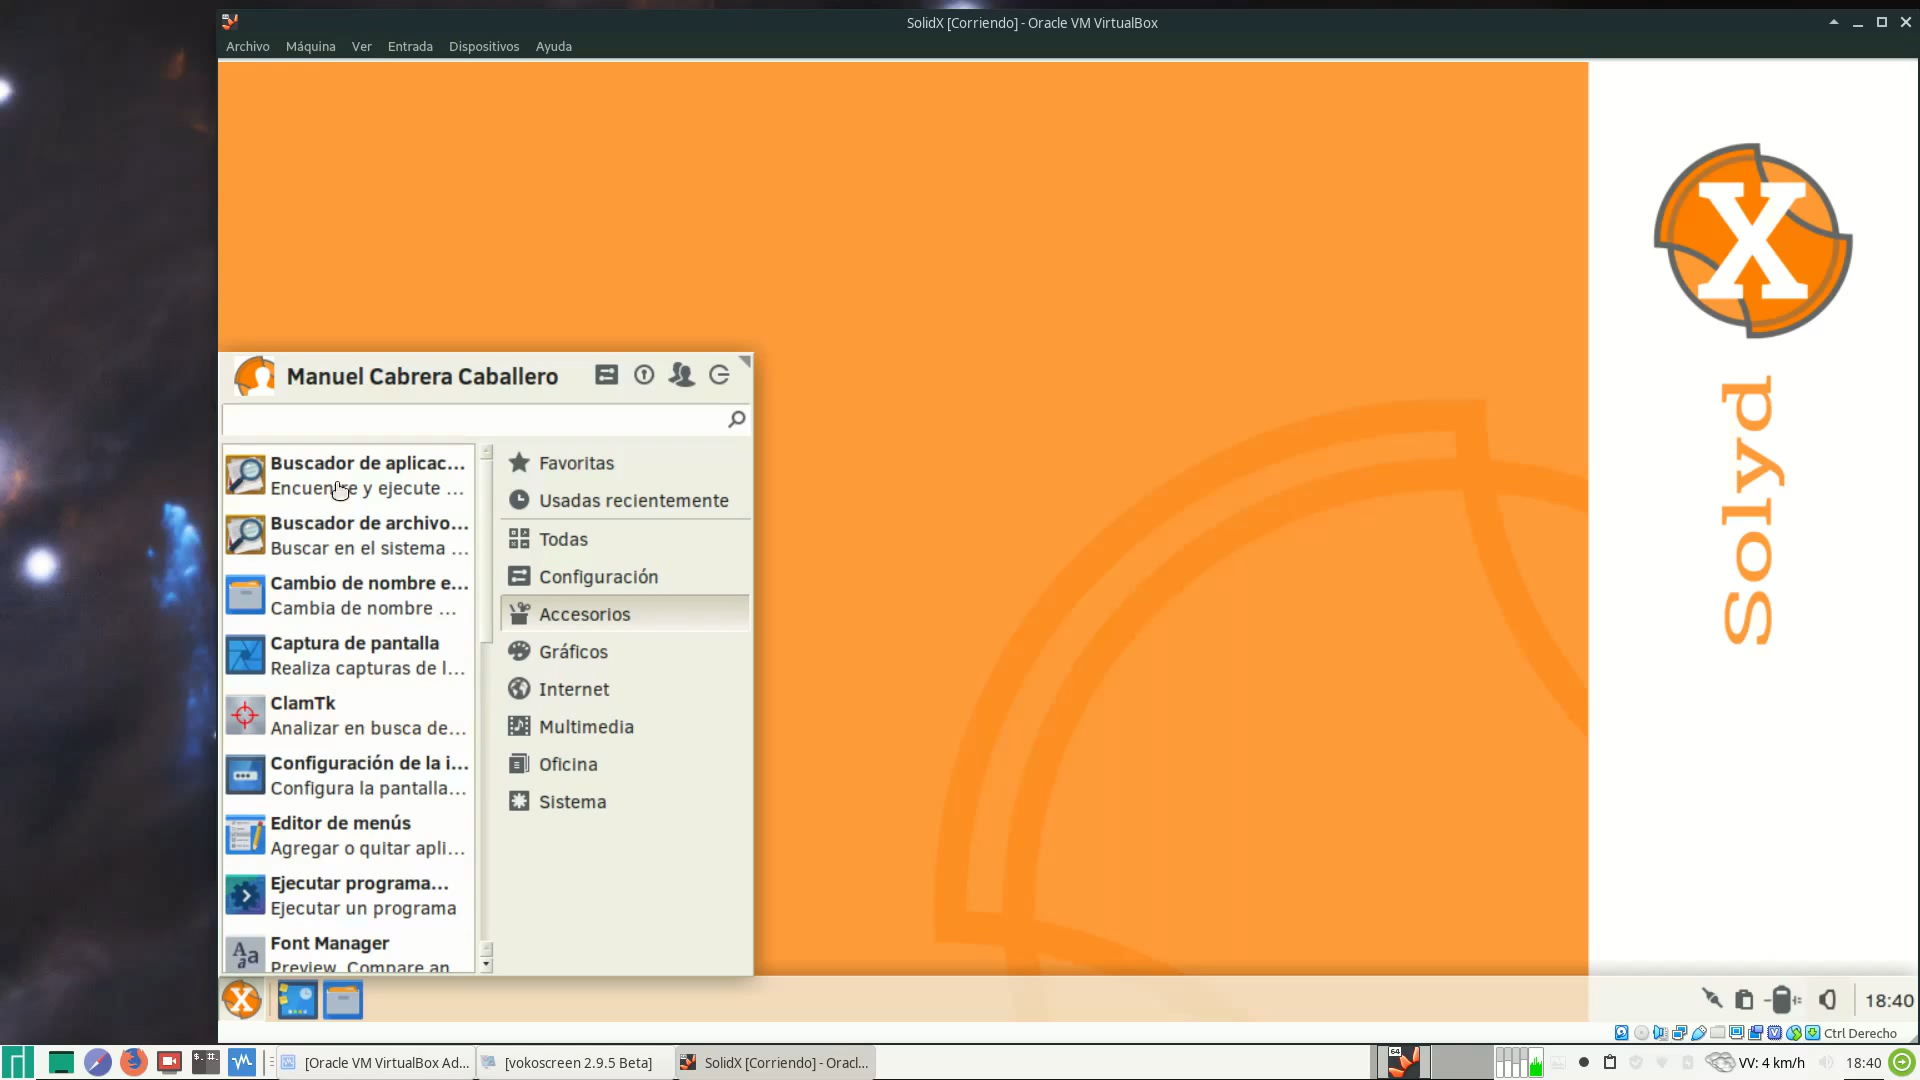 SolidX [Corriendo] - Oracle VM VirtualBox
Archivo Máquina Ver Entrada Dispositivos Ayuda
X
Solyd
Manuel Cabrera Caballero
Buscador de aplicac...
Encuentre y ejecute ...
Buscador de archivo...
Buscar en el sistema ...
Cambio de nombre e...
Cambia de nombre ...
Captura de pantalla
Realiza capturas de l...
ClamTk
Analizar en busca de...
Configuración de la i...
Configura la pantalla...
Editor de menús
Agregar o quitar apli...
Ejecutar programa...
Ejecutar un programa
Font Manager
Preview, Compare an
Favoritas
Usadas recientemente
Todas
Configuración
Accesorios
Gráficos
Internet
Multimedia
Oficina
Sistema
X
18:40
Ctrl Derecho
[Oracle VM VirtualBox Ad...
[vokoscreen 2.9.5 Beta]
SolidX [Corriendo] - Oracl...
64
VV: 4 km/h
18:40